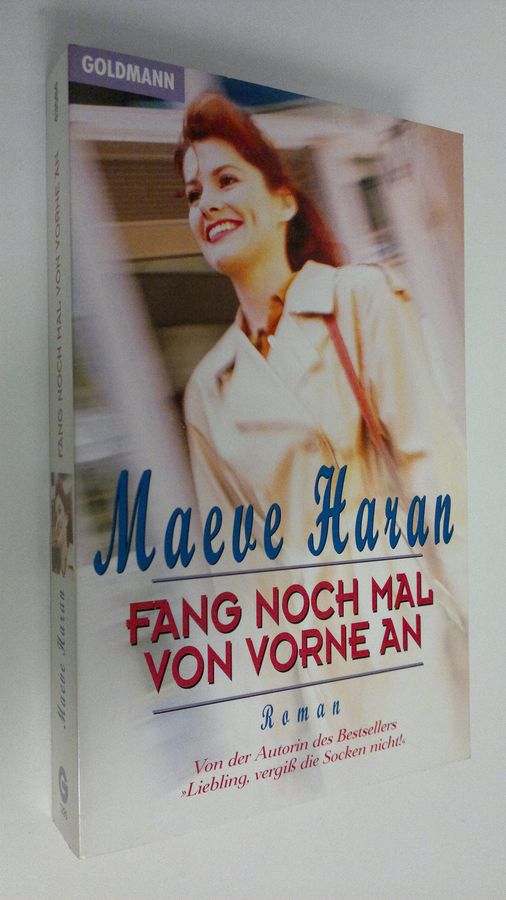 GOLDMANN
Maeve Haran
FANG NOCH MAL
VON VORNE AN
Roman
Von der Autorin des Bestsellers
»Liebling, vergiß die Socken nicht!«
FANG NOCH MAL VON VORNE AN
Maeve Haran